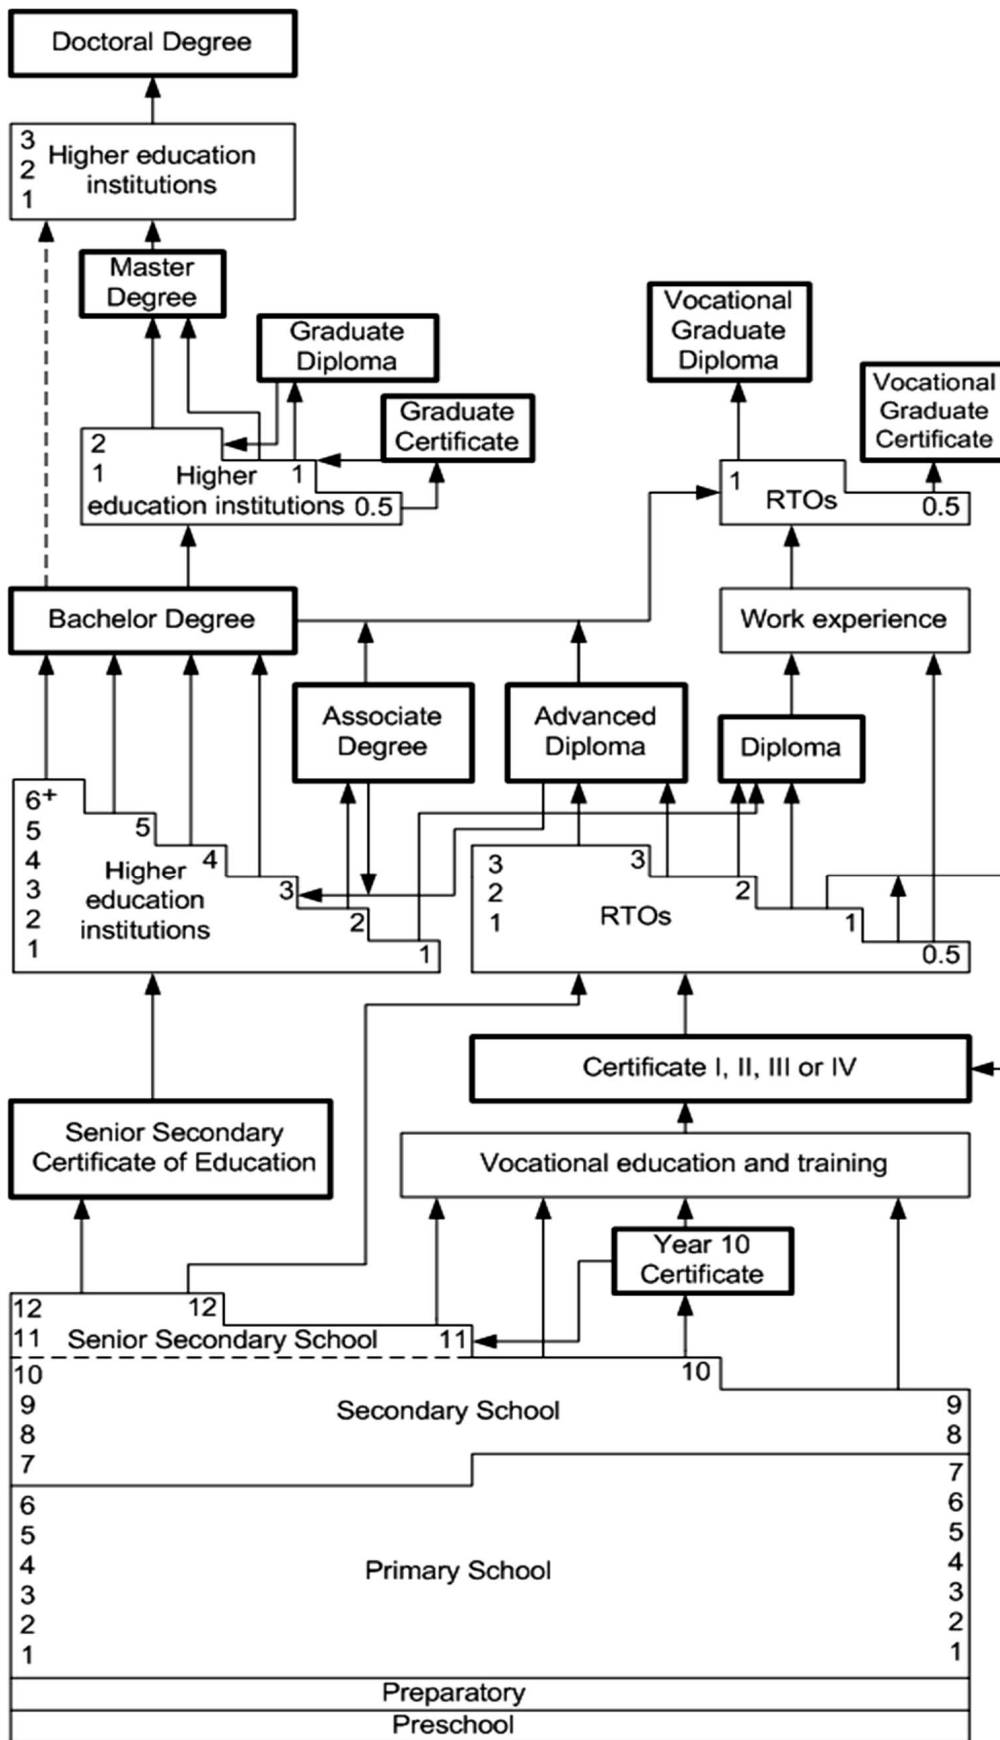 Doctoral Degree
3
2
1
Higher education
institutions
Master
Degree
Graduate
Diploma
Graduate
Certificate
Vocational
Graduate
Diploma
Vocational
Graduate
Certificate
2
1
Higher
education institutions
1
0.5
1
RTOs
0.5
Bachelor Degree
Work experience
Associate
Degree
Advanced
Diploma
Diploma
6+
5
4
3
2
1
Higher
education
institutions
5
4
3
2
1
3
2
1
RTOs
3
2
1
0.5
Certificate I, II, III or IV
Senior Secondary
Certificate of Education
Vocational education and training
Year 10
Certificate
12
11
12
Senior Secondary School
11
10
9
8
7
Secondary School
10
9
8
6
5
4
3
2
1
Primary School
7
6
5
4
3
2
1
Preparatory
Preschool